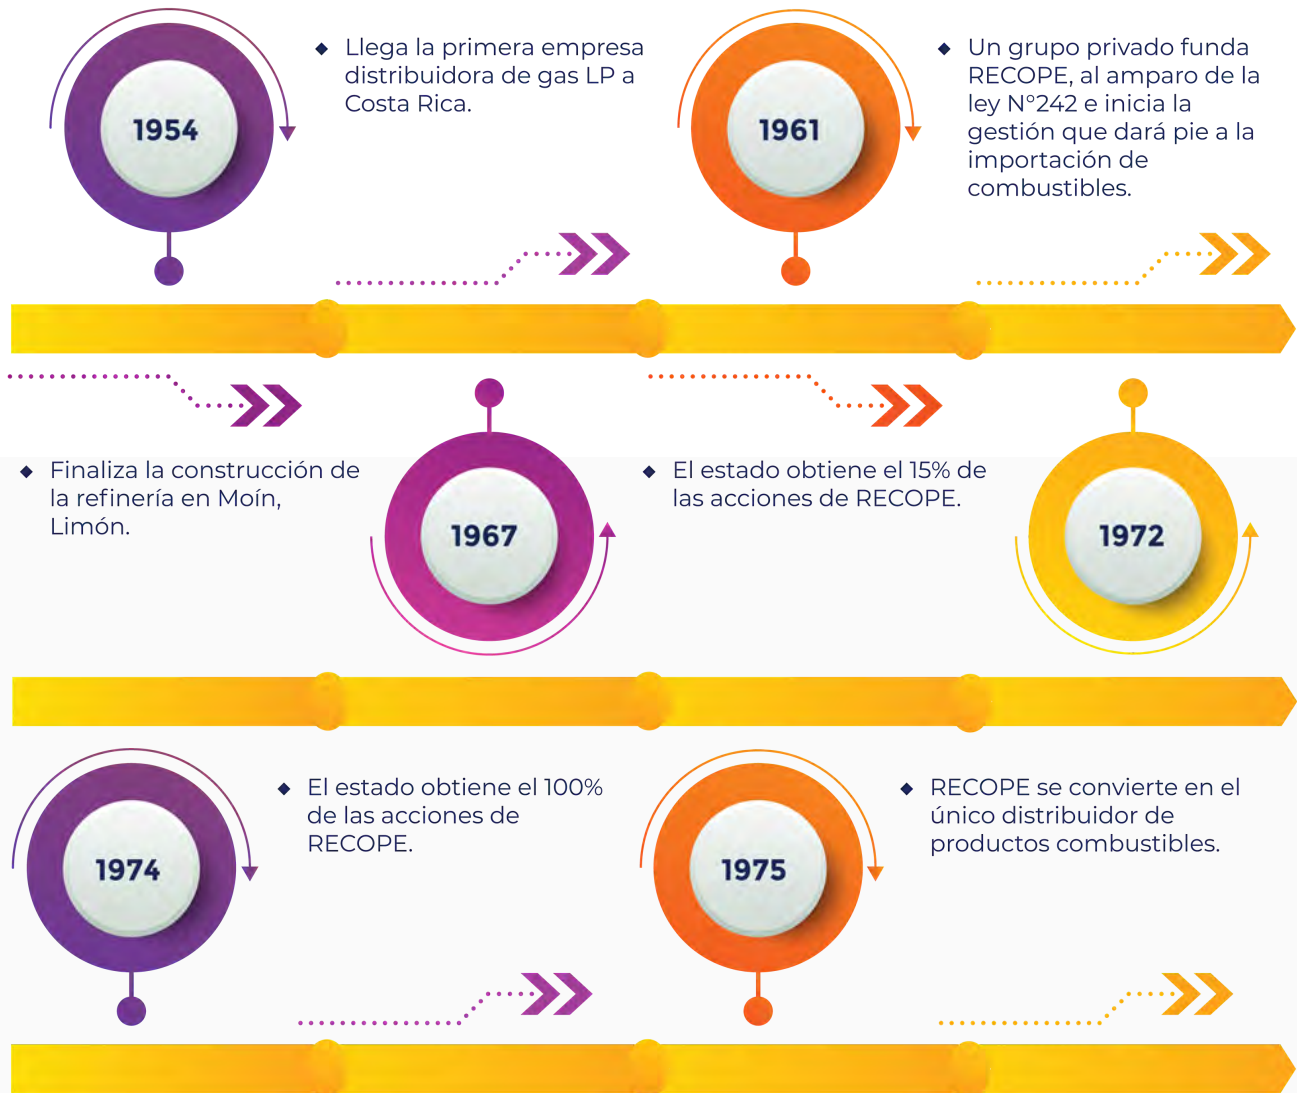 1954
◆ Llega la primera empresa
distribuidora de gas LP a
Costa Rica.
1961
◆ Un grupo privado funda
RECOPE, al amparo de la
ley N°242 e inicia la
gestión que dará pie a la
importación de
combustibles.
◆ Finaliza la construcción de
la refinería en Moín,
Limón.
1967
◆ El estado obtiene el 15% de
las acciones de RECOPE.
1972
1974
◆ El estado obtiene el 100%
de las acciones de
RECOPE.
1975
◆ RECOPE se convierte en el
único distribuidor de
productos combustibles.